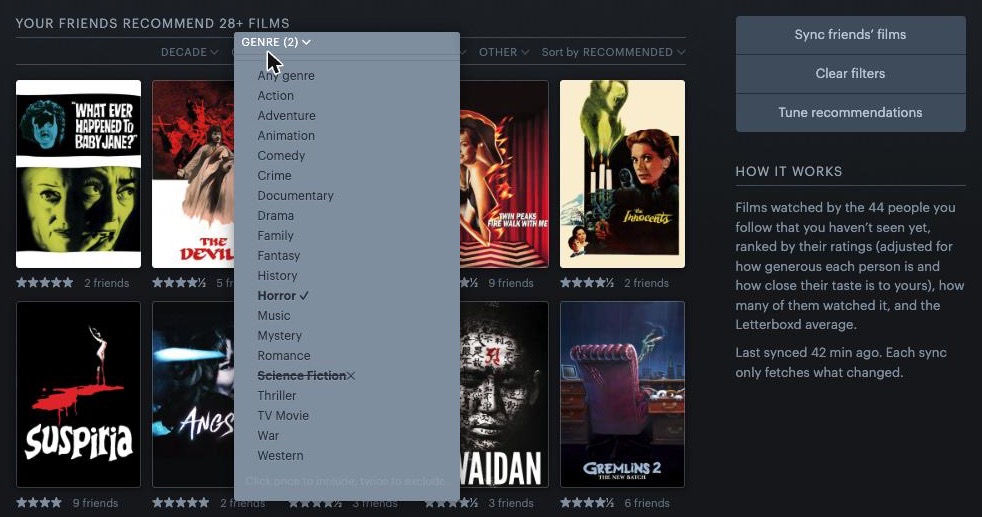 YOUR FRIENDS RECOMMEND 28+ FILMS
DECADE
GENRE (2)
OTHER
Sort by RECOMMENDED
Any genre
Action
Adventure
Animation
Comedy
Crime
Documentary
Drama
Family
Fantasy
History
Horror ✓
Music
Mystery
Romance
Science Fiction×
Thriller
TV Movie
War
Western
Click once to include, twice to exclude.
"WHAT EVER
HAPPENED TO
BABY JANE?"
THE
DEVIL
TWIN PEAKS
FIRE WALK WITH ME
the
Innocents
★★★★★ 2 friends
★★★★½ 5 fr
½ 9 friends
★★★★½ 2 friends
SUSPIRIA
ANGS
WAIDAN
GREMLINS 2
THE NEW BATCH
★★★★ 9 friends
★★★★★ 2 friends
★★★★½ 3 friends
★★★★½ 3 friends
★★★★½ 6 friends
Sync friends' films
Clear filters
Tune recommendations
HOW IT WORKS
Films watched by the 44 people you
follow that you haven't seen yet,
ranked by their ratings (adjusted for
how generous each person is and
how close their taste is to yours), how
many of them watched it, and the
Letterboxd average.
Last synced 42 min ago. Each sync
only fetches what changed.